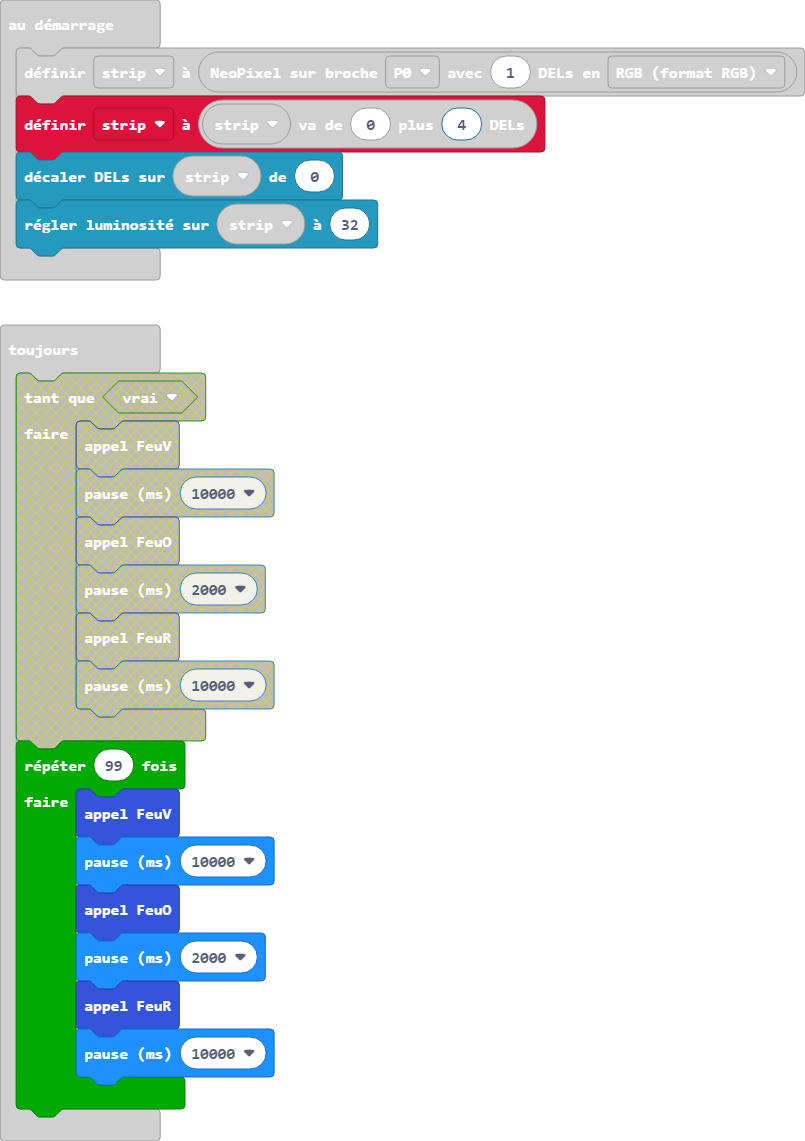 au démarrage
définir strip à NeoPixel sur broche P0 avec 1 DELs en RGB (format RGB)
définir strip à strip va de 0 plus 4 DELs
décaler DELs sur strip de 0
régler luminosité sur strip à 32
toujours
tant que vrai
faire
appel FeuV
pause (ms) 10000
appel FeuO
pause (ms) 2000
appel FeuR
pause (ms) 10000
répéter 99 fois
faire
appel FeuV
pause (ms) 10000
appel FeuO
pause (ms) 2000
appel FeuR
pause (ms) 10000